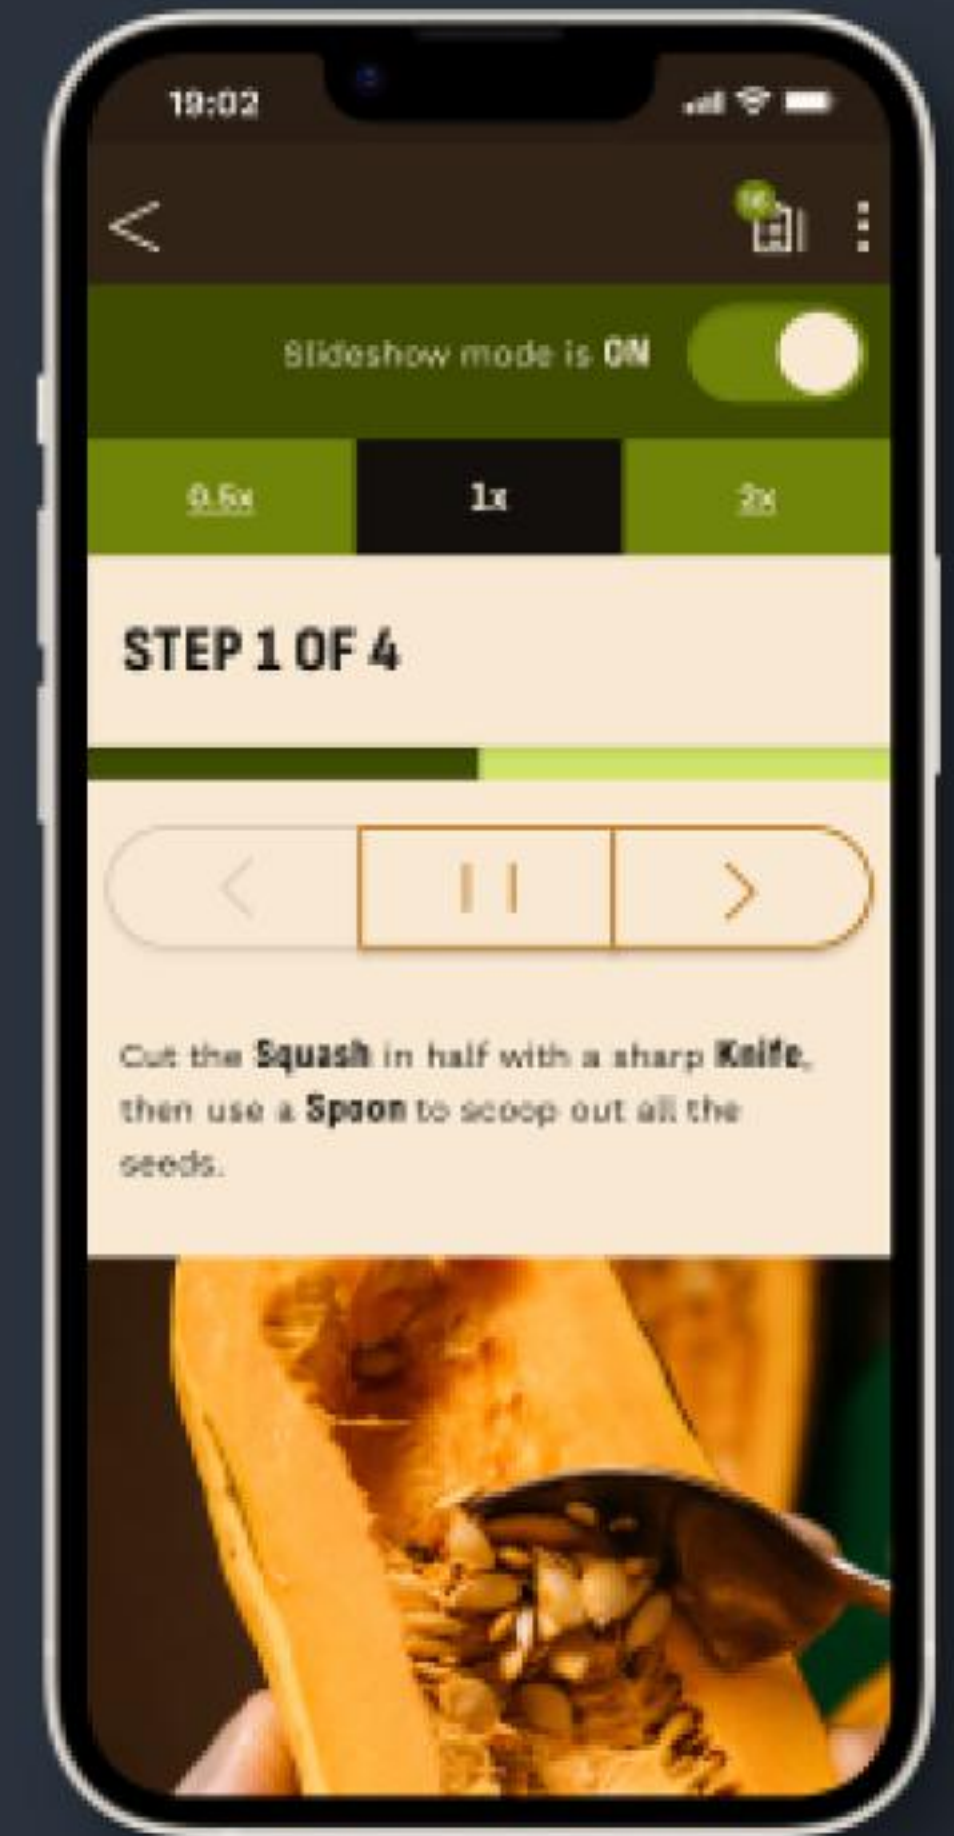 19:02
Slideshow mode is ON
0.5x
1x
2x
STEP 1 OF 4
Cut the Squash in half with a sharp Knife,
then use a Spoon to scoop out all the
seeds.